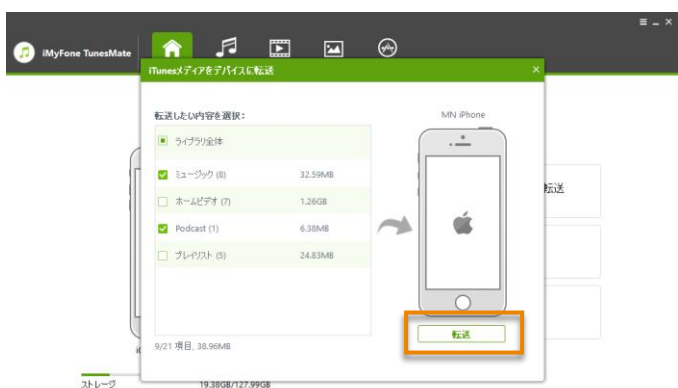 iMyFone TunesMate
iTunesメディアをデバイスに転送
転送したい内容を選択:
MN iPhone
ライブラリ全体
ミュージック (8) 32.59MB
ホームビデオ (7) 1.26GB
Podcast (1) 6.38MB
プレイリスト (5) 24.83MB
転送
転送
9/21 項目, 38.96MB
ストレージ 19.38GB/127.99GB